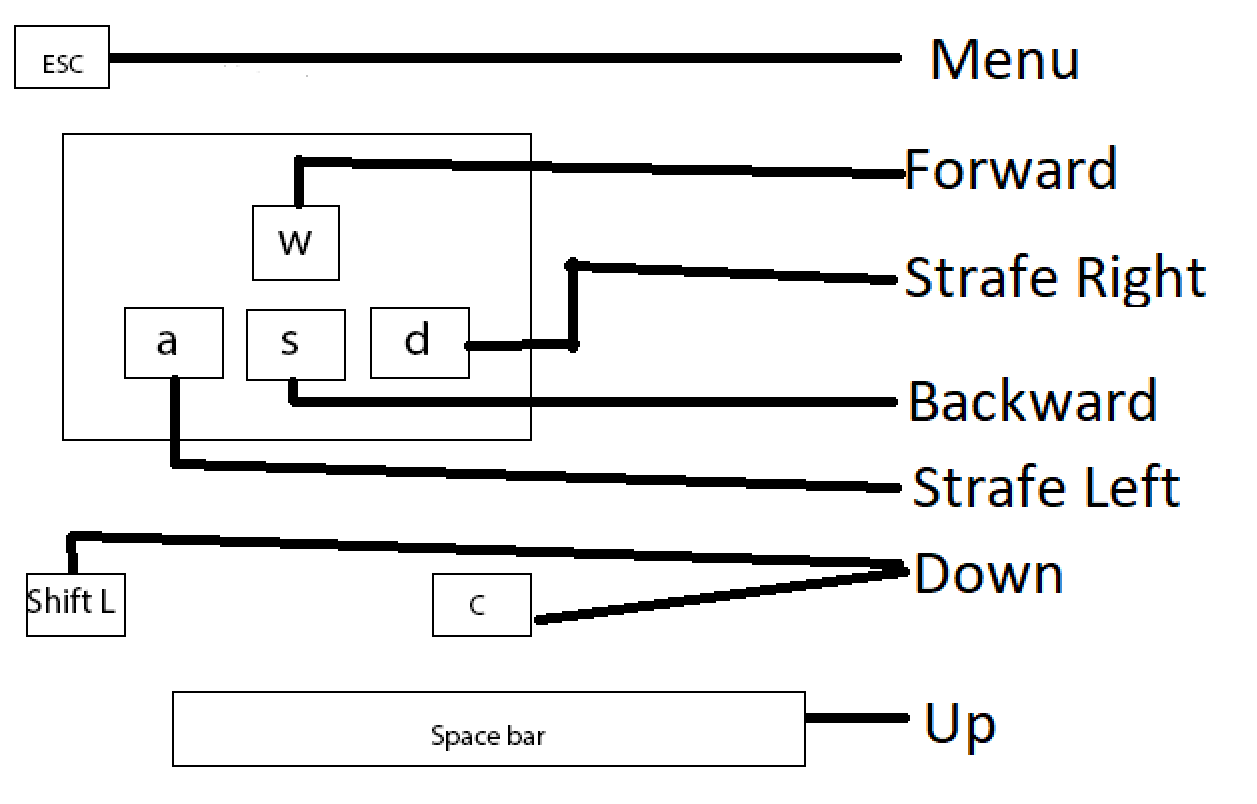 ESC Menu
Forward
w
Strafe Right
a s d
Backward
Strafe Left
Down
Shift L C
Space bar Up